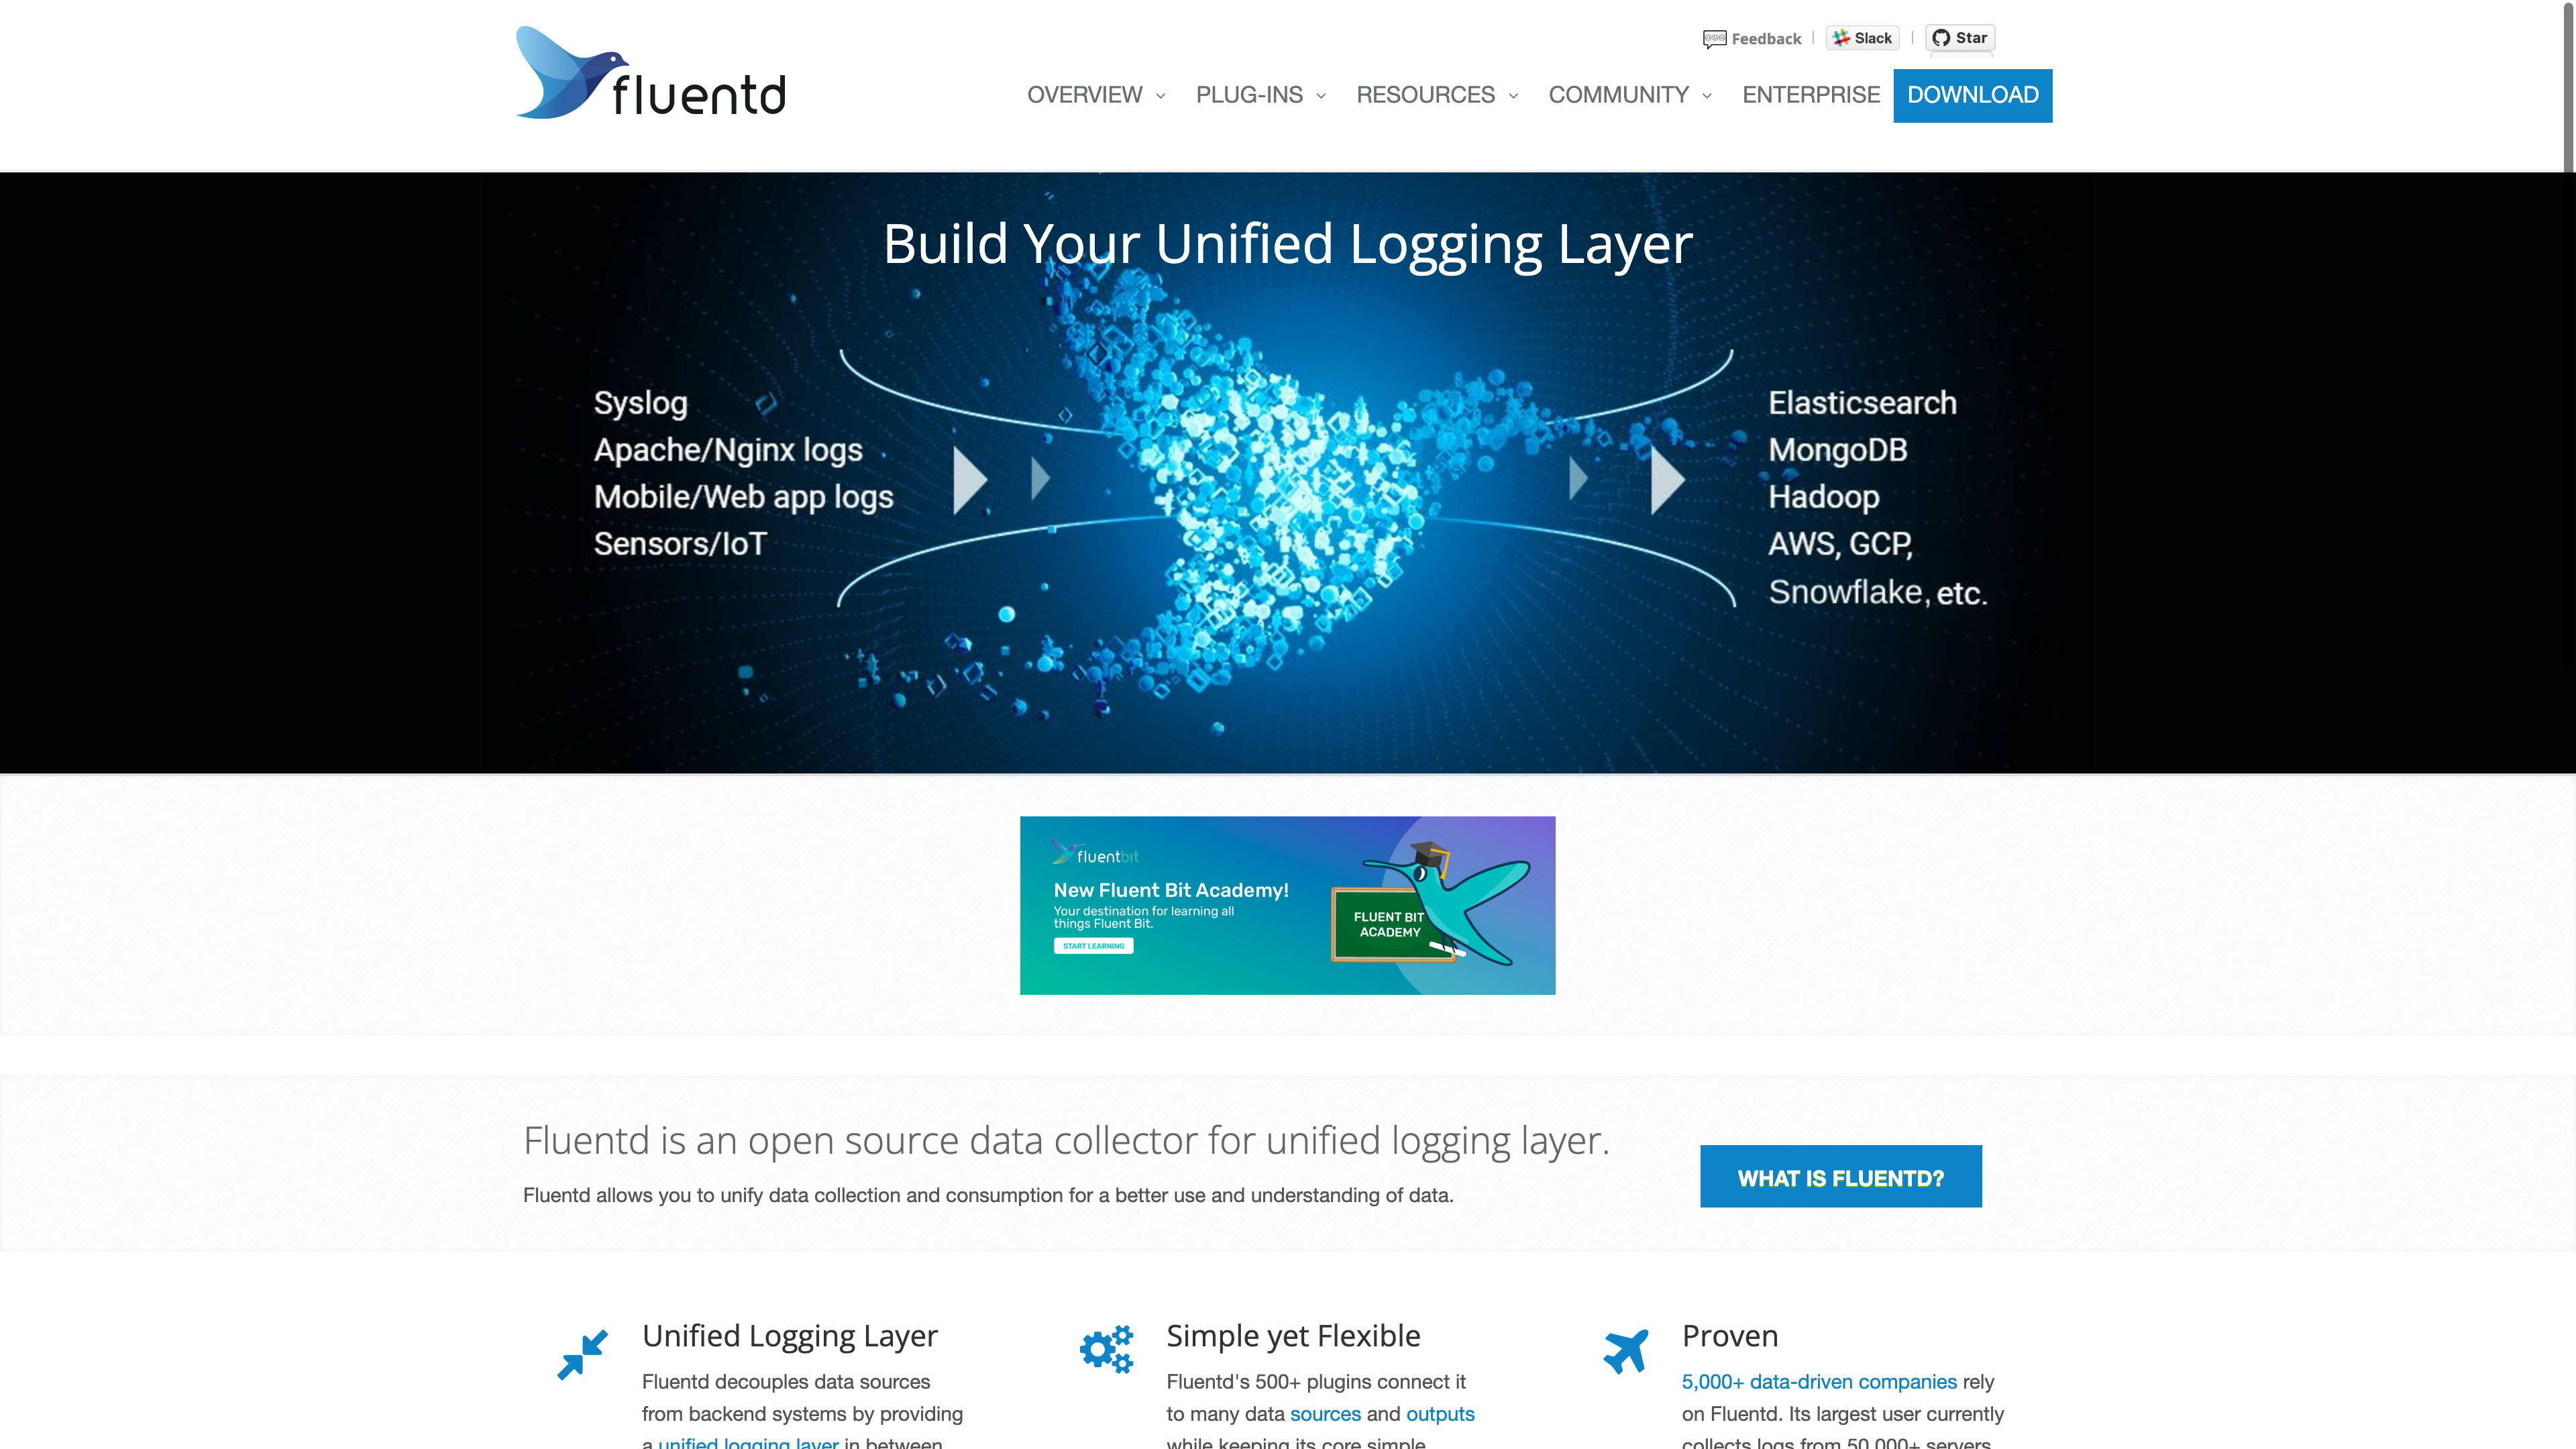 fluentd
Feedback | Slack | Star
OVERVIEW PLUG-INS RESOURCES COMMUNITY ENTERPRISE DOWNLOAD
Build Your Unified Logging Layer
Syslog
Apache/Nginx logs
Mobile/Web app logs
Sensors/IoT
Elasticsearch
MongoDB
Hadoop
AWS, GCP,
Snowflake, etc.
fluentbit
New Fluent Bit Academy!
Your destination for learning all
things Fluent Bit.
START LEARNING
FLUENT BIT
ACADEMY
Fluentd is an open source data collector for unified logging layer.
Fluentd allows you to unify data collection and consumption for a better use and understanding of data.
WHAT IS FLUENTD?
Unified Logging Layer
Fluentd decouples data sources
from backend systems by providing
a unified logging layer in between
Simple yet Flexible
Fluentd's 500+ plugins connect it
to many data sources and outputs
while keeping its core simple.
Proven
5,000+ data-driven companies rely
on Fluentd. Its largest user currently
collects logs from 50,000+ servers.